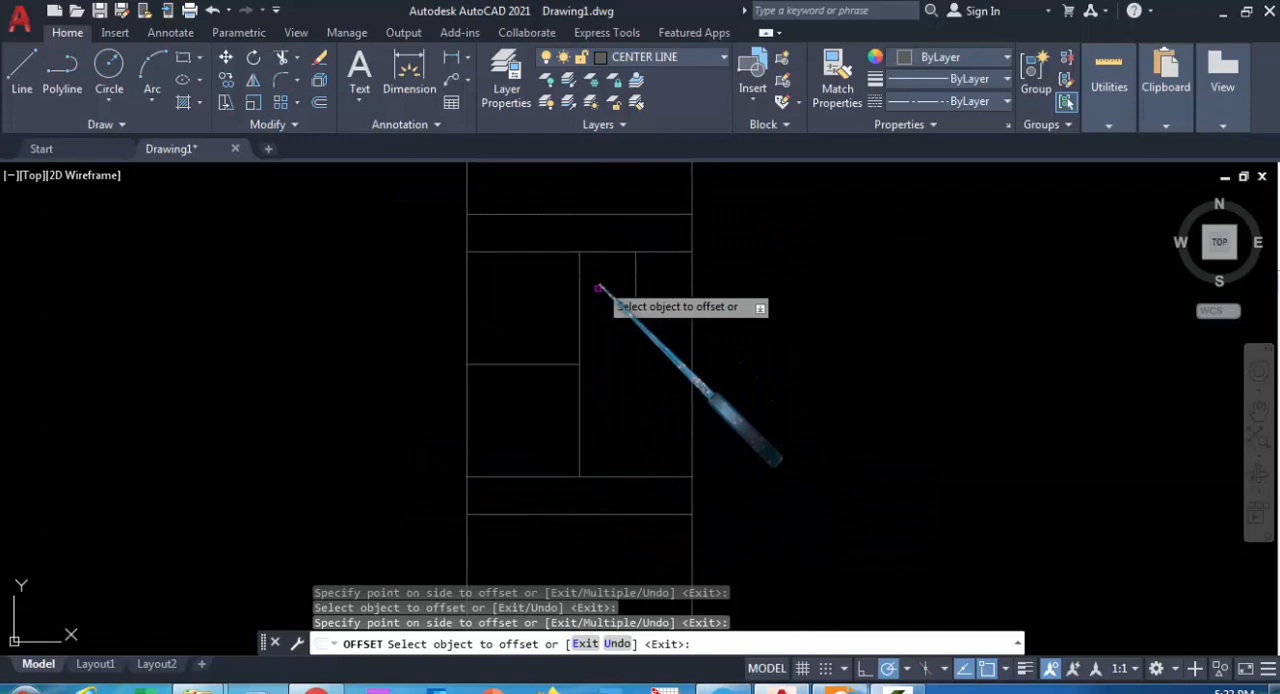 Autodesk AutoCAD 2021 Drawing1.dwg
Type a keyword or phrase
Sign In
Home Insert Annotate Parametric View Manage Output Add-ins Collaborate Express Tools Featured Apps
CENTER LINE
ByLayer
ByLayer
ByLayer
Line Polyline Circle Arc
Text Dimension
Layer Properties
Insert
Match Properties
Group
Utilities
Clipboard
View
Draw Modify Annotation Layers Block Properties Groups
Start Drawing1*
[−][Top][2D Wireframe]
N
W TOP E
S
WCS
Select object to offset or
Y
X
Specify point on side to offset or [Exit/Multiple/Undo] <Exit>:
Select object to offset or [Exit/Undo] <Exit>:
Specify point on side to offset or [Exit/Multiple/Undo] <Exit>:
OFFSET Select object to offset or [Exit Undo] <Exit>:
Model Layout1 Layout2
MODEL
1:1